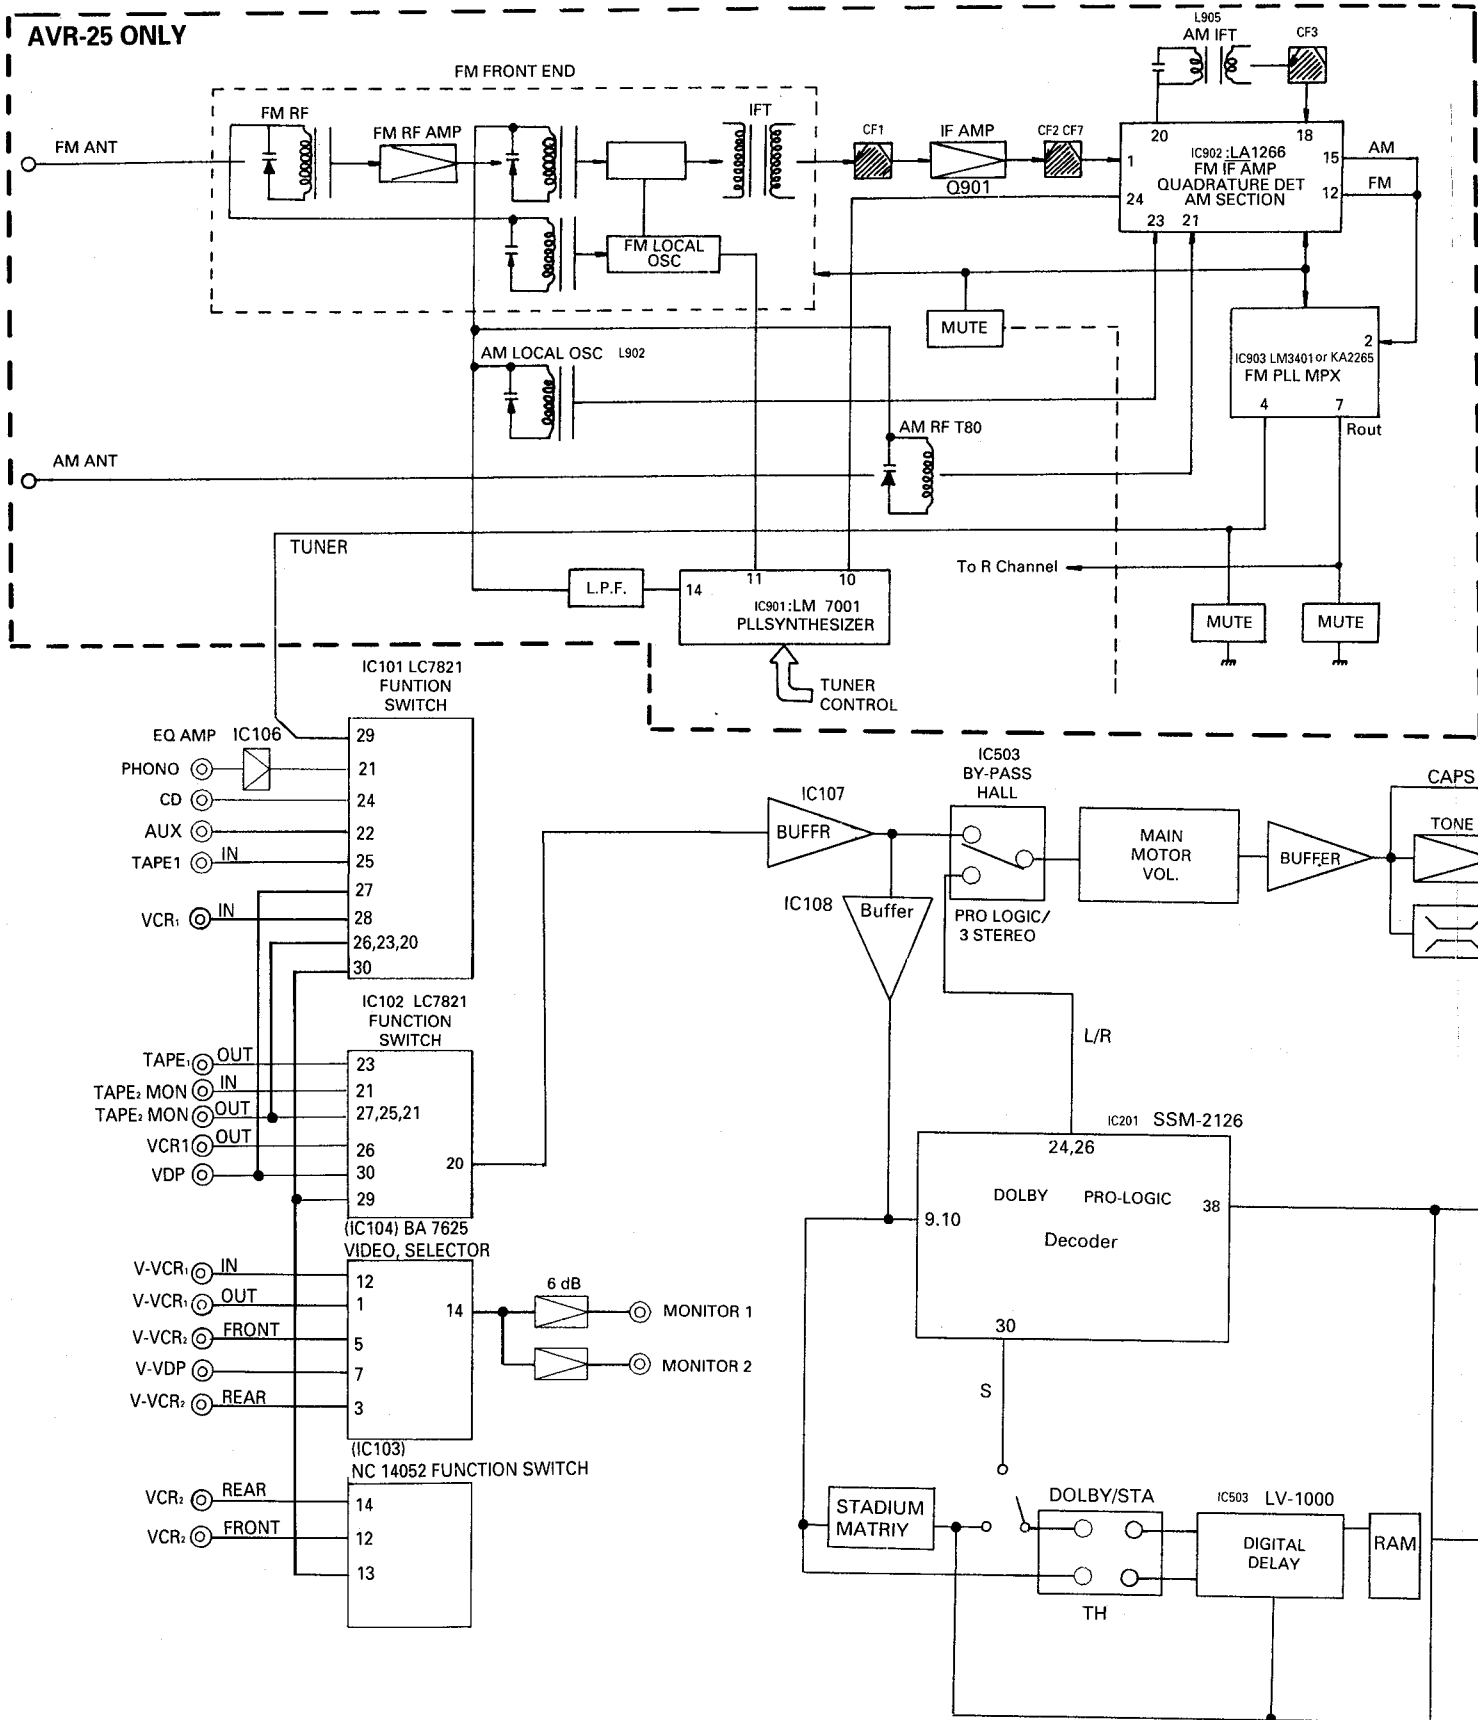 AVR-25 ONLY
FM FRONT END
L905
AM IFT
CF3
FM ANT
FM RF
FM RF AMP
IFT
CF1
IF AMP
Q901
CF2 CF7
20
18
1
IC902 :LA1266
FM IF AMP
QUADRATURE DET
AM SECTION
15
AM
12
FM
24
23
21
FM LOCAL
OSC
MUTE
2
IC903 LM3401 or KA2265
FM PLL MPX
4
7
Rout
AM LOCAL OSC L902
AM RF T80
AM ANT
TUNER
L.P.F.
14
11
10
IC901:LM 7001
PLLSYNTHESIZER
To R Channel
MUTE
MUTE
TUNER
CONTROL
IC101 LC7821
FUNTION
SWITCH
EQ AMP IC106
29
PHONO
21
CD
24
AUX
22
TAPE1 IN
25
27
VCR1 IN
28
26,23,20
30
IC102 LC7821
FUNCTION
SWITCH
TAPE1 OUT
23
TAPE2 MON IN
21
TAPE2 MON OUT
27,25,21
VCR1 OUT
26
VDP
30
29
20
(IC104) BA 7625
VIDEO, SELECTOR
V-VCR1 IN
12
V-VCR1 OUT
1
V-VCR2 FRONT
5
V-VDP
7
V-VCR2 REAR
3
14
6 dB
MONITOR 1
MONITOR 2
(IC103)
NC 14052 FUNCTION SWITCH
VCR2 REAR
14
VCR2 FRONT
12
13
IC107
BUFFR
IC108
Buffer
IC503
BY-PASS
HALL
PRO LOGIC/
3 STEREO
MAIN
MOTOR
VOL.
BUFFER
CAPS
TONE
L/R
IC201 SSM-2126
24,26
DOLBY PRO-LOGIC
Decoder
9.10
38
30
S
STADIUM
MATRIY
DOLBY/STA
TH
IC503 LV-1000
DIGITAL
DELAY
RAM